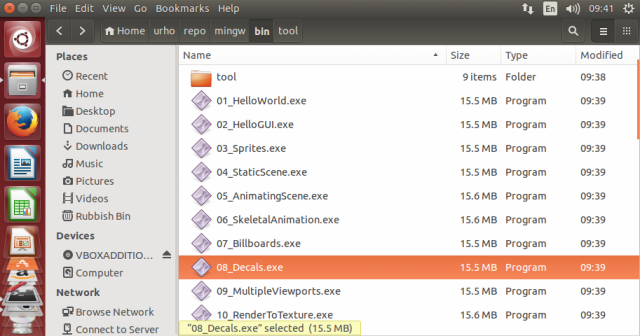 File Edit View Go Bookmarks Help En 09:41
Home urho repo mingw bin tool
Places
Recent
Home
Desktop
Documents
Downloads
Music
Pictures
Videos
Rubbish Bin
Devices
VBOXADDITIO...
Computer
Network
Browse Network
Connect to Server
Name Size Type Modified
tool 9 items Folder 09:38
01_HelloWorld.exe 15.5 MB Program 09:39
02_HelloGUI.exe 15.5 MB Program 09:39
03_Sprites.exe 15.5 MB Program 09:39
04_StaticScene.exe 15.5 MB Program 09:39
05_AnimatingScene.exe 15.6 MB Program 09:39
06_SkeletalAnimation.exe 15.6 MB Program 09:39
07_Billboards.exe 15.5 MB Program 09:39
08_Decals.exe 15.5 MB Program 09:39
09_MultipleViewports.exe 15.5 MB Program 09:39
10_RenderToTexture.exe 15.6 MB Program 09:39
"08_Decals.exe" selected (15.5 MB)